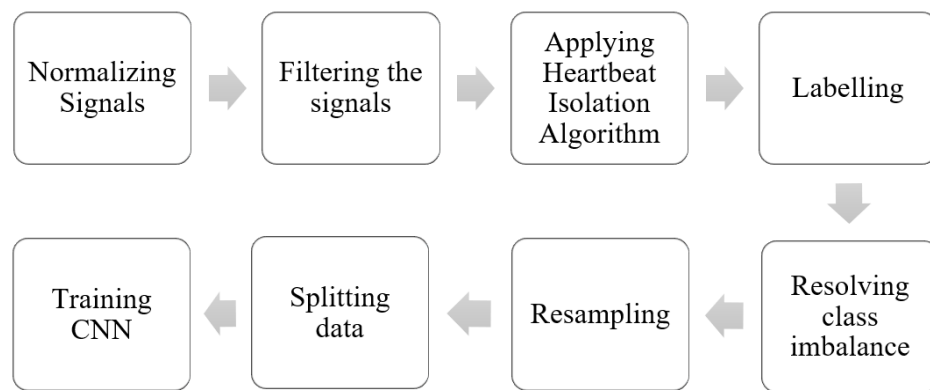 Normalizing
Signals
Filtering the
signals
Applying
Heartbeat
Isolation
Algorithm
Labelling
Resolving
class
imbalance
Resampling
Splitting
data
Training
CNN